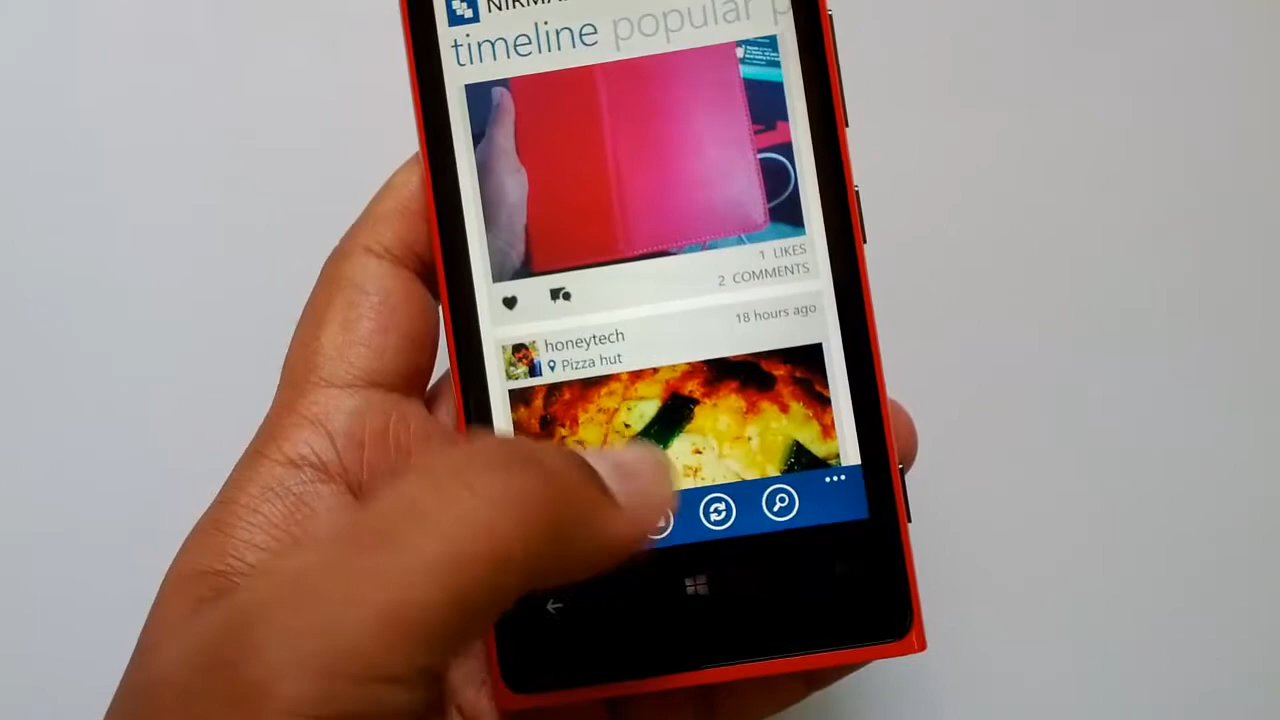 timeline popular
1 LIKES
2 COMMENTS
18 hours ago
honeytech
Pizza hut